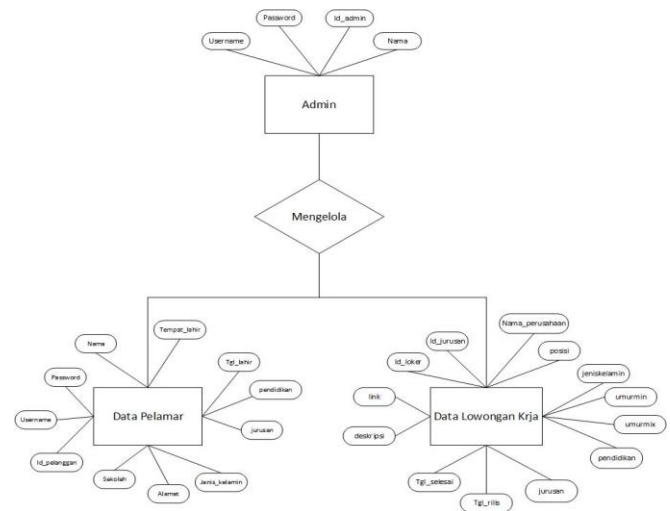 Password
Id_admin
Username
Nama
Admin
Mengelola
Nama
Tempat_lahir
Tgl_lahir
Password
pendidikan
Username
Data Pelamar
jurusan
Id_pelanggan
Sekolah
Alamat
Jenis_kelamin
Nama_perusahaan
Id_jurusan
posisi
Id_loker
jeniskelamin
link
umurmin
Data Lowongan Krja
umurmix
deskripsi
pendidikan
Tgl_selesai
Tgl_rilis
jurusan